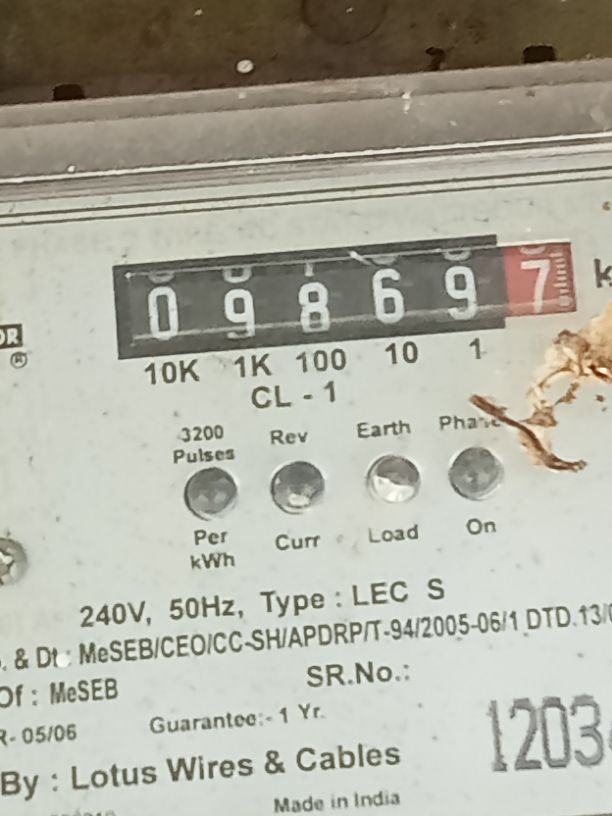 OR
®
0 9 8 6 9 7
10K 1K 100 10 1
CL - 1
3200 Pulses Per kWh
Rev Curr
Earth Load
Phase On
240V, 50Hz, Type : LEC S
. & Dt : MeSEB/CEO/CC-SH/APDRP/T-94/2005-06/1 DTD.13/
Of : MeSEB
SR.No.:
R- 05/06
Guarantee:- 1 Yr.
1203
By : Lotus Wires & Cables
Made in India